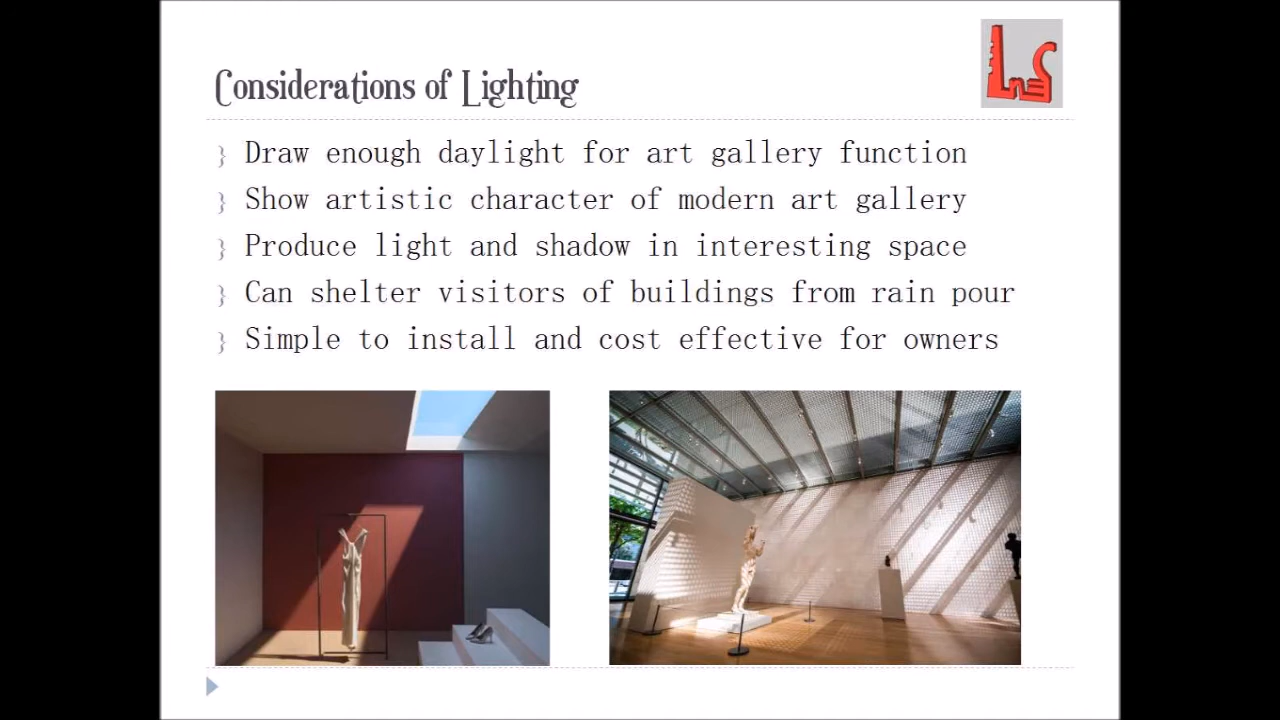 Considerations of Lighting
Draw enough daylight for art gallery function
Show artistic character of modern art gallery
Produce light and shadow in interesting space
Can shelter visitors of buildings from rain pour
Simple to install and cost effective for owners